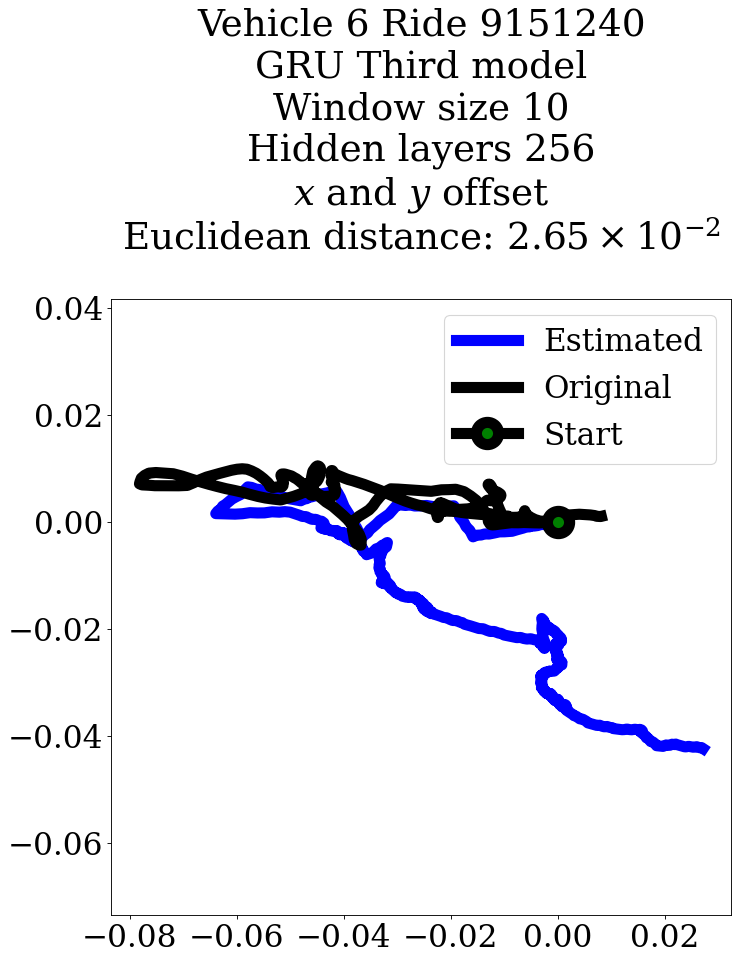 Vehicle 6 Ride 9151240
GRU Third model
Window size 10
Hidden layers 256
x and y offset
Euclidean distance: 2.65 × 10⁻²
Estimated
Original
Start
0.04
0.02
0.00
−0.02
−0.04
−0.06
−0.08 −0.06 −0.04 −0.02 0.00 0.02